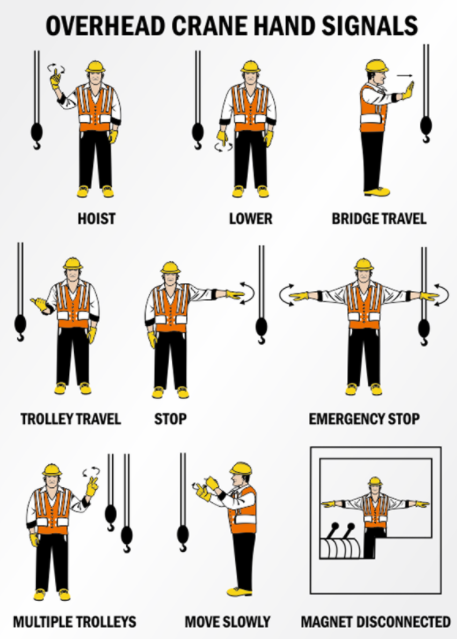 OVERHEAD CRANE HAND SIGNALS
HOIST
LOWER
BRIDGE TRAVEL
TROLLEY TRAVEL
STOP
EMERGENCY STOP
MULTIPLE TROLLEYS
MOVE SLOWLY
MAGNET DISCONNECTED